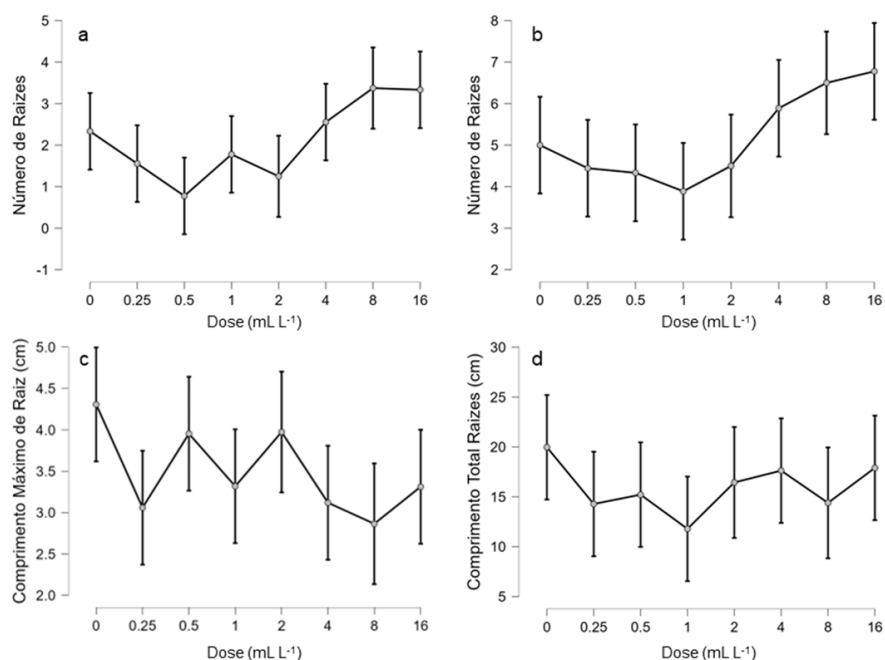 a
Número de Raizes
5
4
3
2
1
0
-1
0 0.25 0.5 1 2 4 8 16
Dose (mL L⁻¹)
b
Número de Raizes
8
7
6
5
4
3
2
0 0.25 0.5 1 2 4 8 16
Dose (mL L⁻¹)
c
Comprimento Máximo de Raiz (cm)
5.0
4.5
4.0
3.5
3.0
2.5
2.0
0 0.25 0.5 1 2 4 8 16
Dose (mL L⁻¹)
d
Comprimento Total Raizes (cm)
30
25
20
15
10
5
0 0.25 0.5 1 2 4 8 16
Dose (mL L⁻¹)